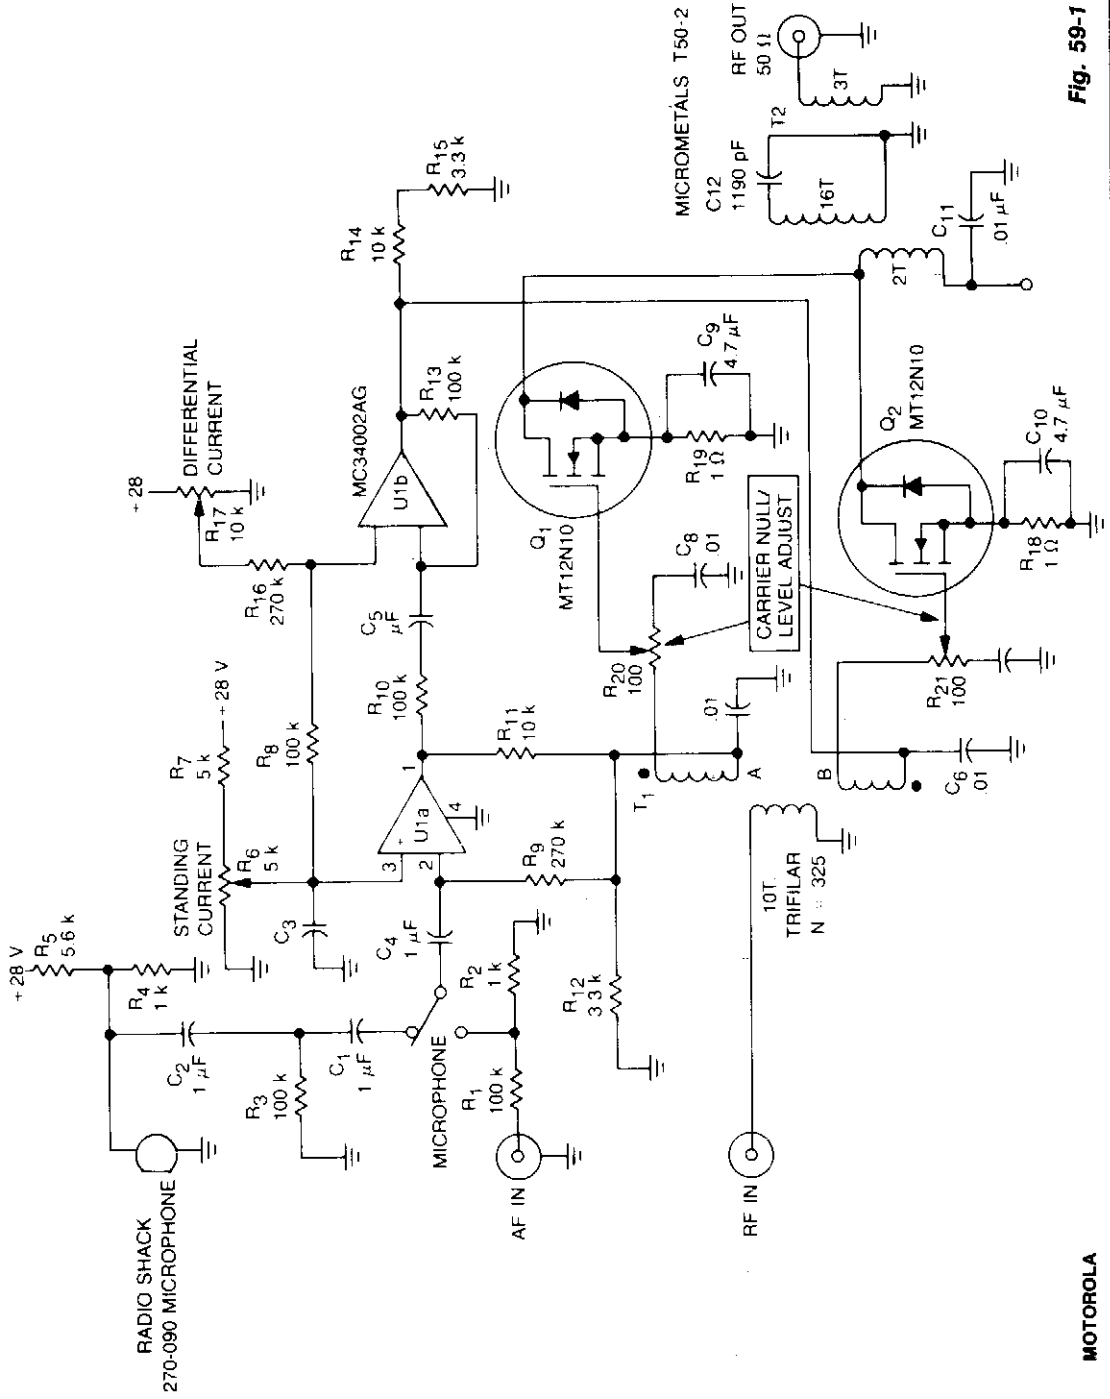 RADIO SHACK
270-090 MICROPHONE
+28 V
R5
5.6 k
R4
1 k
C2
1 µF
R3
100 k
C1
1 µF
MICROPHONE
AF IN
R1
100 k
R2
1k
STANDING
CURRENT
R6
5 k
R7
5 k
+28 V
C3
C4
1 µF
3
2
+
U1a
1
4
R8
100 k
R9
270 k
R12
3 3 k
R10
100 k
R11
10 k
C5
µF
+28
DIFFERENTIAL
CURRENT
R17
10 k
R16
270 k
MC34002AG
U1b
R13
100 k
R14
10 k
R15
3.3 k
RF IN
10T
TRIFILAR
N = 325
T1
A
B
.01
C6
.01
R20
100
C8
.01
CARRIER NULL/
LEVEL ADJUST
R21
100
Q1
MT12N10
R19
1 Ω
C9
4.7 µF
Q2
MT12N10
R18
1 Ω
C10
4.7 µF
2T
C11
.01 µF
MICROMETALS T50-2
C12
1190 pF
T2
16T
3T
RF OUT
50 Ω
MOTOROLA
Fig. 59-1